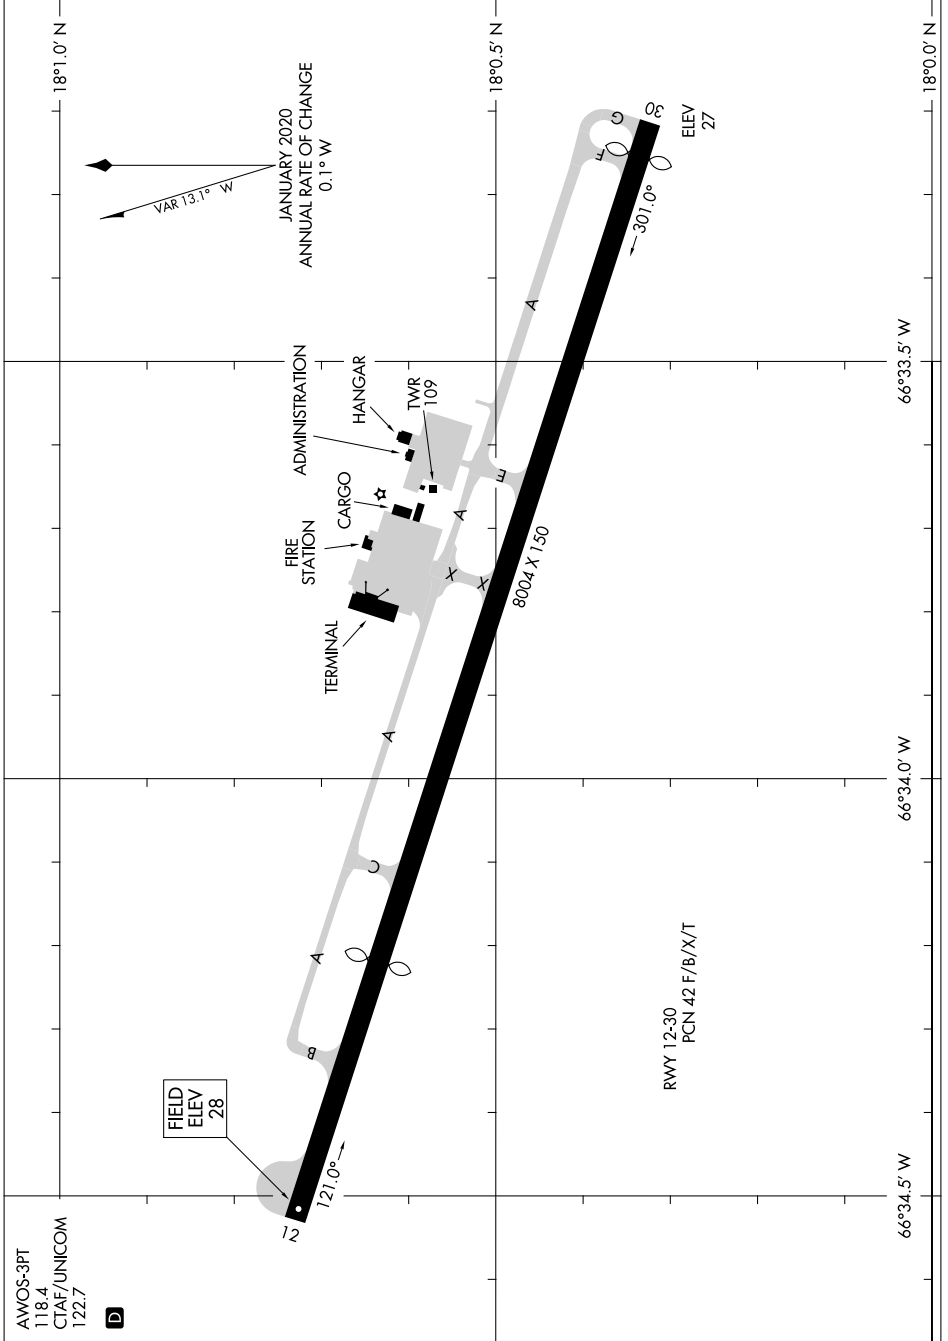 AWOS-3PT
118.4
CTAF/UNICOM
122.7
D
18°1.0' N
18°0.5' N
18°0.0' N
VAR 13.1° W
JANUARY 2020
ANNUAL RATE OF CHANGE
0.1° W
FIELD
ELEV
28
12
121.0°
B
A
C
A
TERMINAL
FIRE
STATION
CARGO
ADMINISTRATION
HANGAR
TWR
109
X
X
A
E
8004 X 150
A
F
G
30
ELEV
27
301.0°
RWY 12-30
PCN 42 F/B/X/T
66°34.5' W
66°34.0' W
66°33.5' W